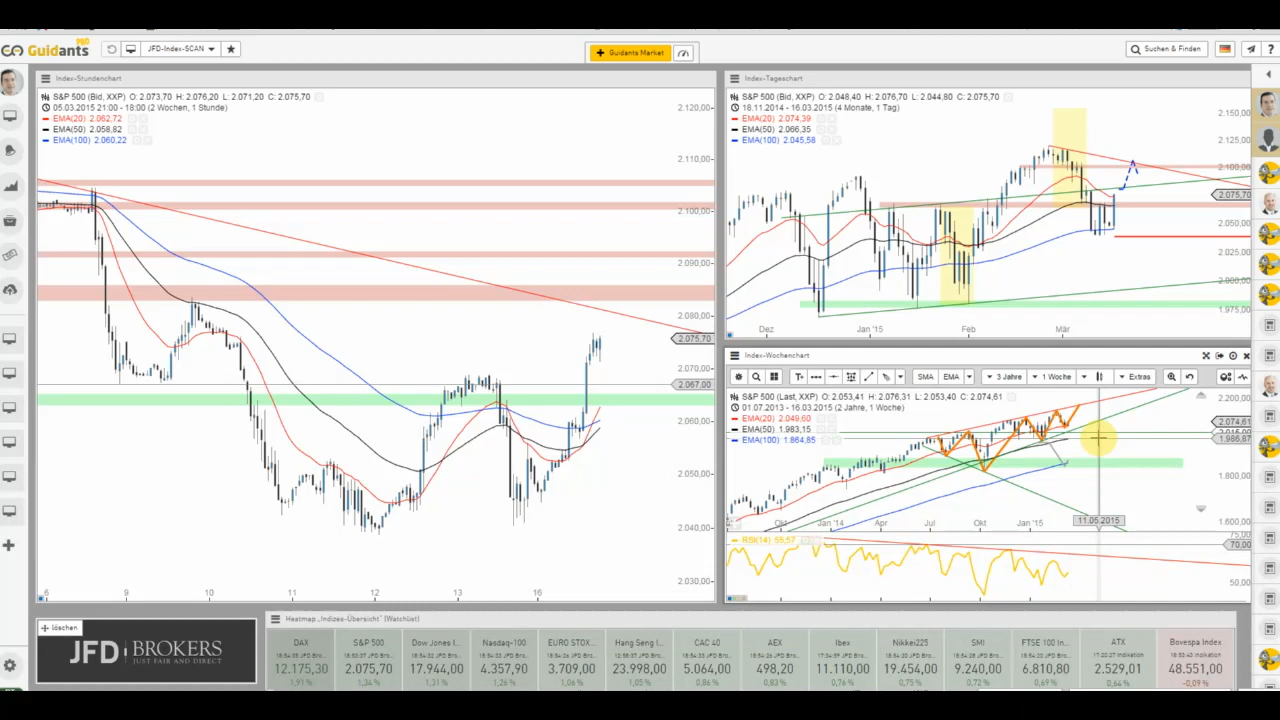 Guidants PRO
JFD-Index-SCAN
Guidants Market
Suchen & Finden
Index-Stundenchart
S&P 500 (Bid, XXP) O: 2.073,70 H: 2.076,20 L: 2.071,20 C: 2.075,70
05.03.2015 21:00 - 18:00 (2 Wochen, 1 Stunde)
EMA(20) 2.062,72
EMA(50) 2.058,82
EMA(100) 2.060,22
2.120,00
2.110,00
2.100,00
2.090,00
2.080,00
2.075,70
2.070,00
2.067,00
2.060,00
2.050,00
2.040,00
2.030,00
6 9 10 11 12 13 16
Index-Tageschart
S&P 500 (Bid, XXP) O: 2.048,40 H: 2.076,70 L: 2.044,80 C: 2.075,70
18.11.2014 - 16.03.2015 (4 Monate, 1 Tag)
EMA(20) 2.074,39
EMA(50) 2.066,35
EMA(100) 2.045,58
2.150,00
2.125,00
2.100,00
2.075,70
2.050,00
2.025,00
2.000,00
1.975,00
Dez Jan '15 Feb Mär
Index-Wochenchart
SMA EMA 3 Jahre 1 Woche Extras
S&P 500 (Last, XXP) O: 2.053,41 H: 2.076,31 L: 2.053,40 C: 2.074,61
01.07.2013 - 16.03.2015 (2 Jahre, 1 Woche)
EMA(20) 2.049,60
EMA(50) 1.983,15
EMA(100) 1.864,85
2.200,00
2.074,61
1.986,87
1.800,00
1.600,00
Okt Jan '14 Apr Jul Okt Jan '15 11.05.2015
RSI(14) 55,57
75,00
70,00
50,00
löschen
JFD BROKERS
JUST FAIR AND DIRECT
Heatmap „Indizes-Übersicht" (Watchlist)
DAX S&P 500 Dow Jones I... Nasdaq-100 EURO STOX... Hang Seng I... CAC 40 AEX Ibex Nikkei225 SMI FTSE 100 In... ATX Bovespa Index
12.175,30 2.075,70 17.944,00 4.357,90 3.709,00 23.998,00 5.064,00 498,20 11.110,00 19.454,00 9.240,00 6.810,80 2.529,01 48.551,00
1,91 % 1,34 % 1,31 % 1,26 % 1,06 % 1,05 % 0,86 % 0,83 % 0,76 % 0,75 % 0,72 % 0,69 % 0,64 % -0,09 %